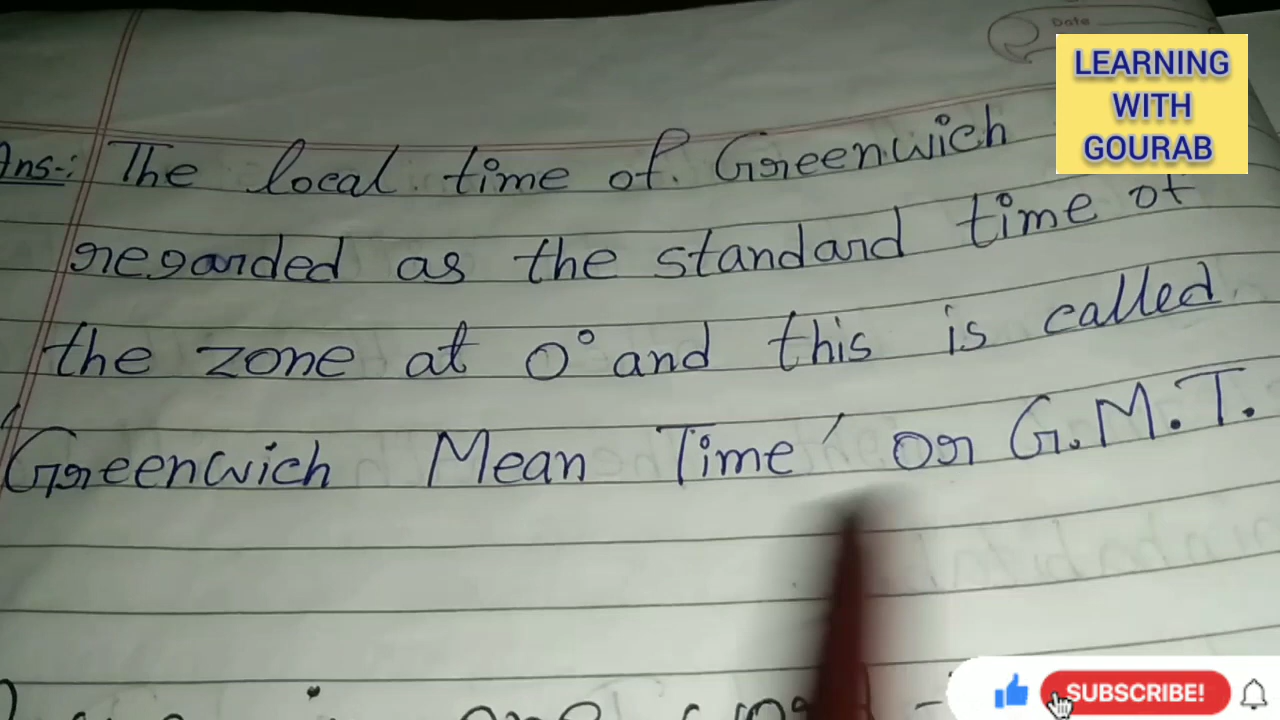 Date
LEARNING
WITH
GOURAB
Ans:- The local time of Greenwich
regarded as the standard time of
the zone at 0° and this is called
'Greenwich Mean Time' or G.M.T.
SUBSCRIBE!